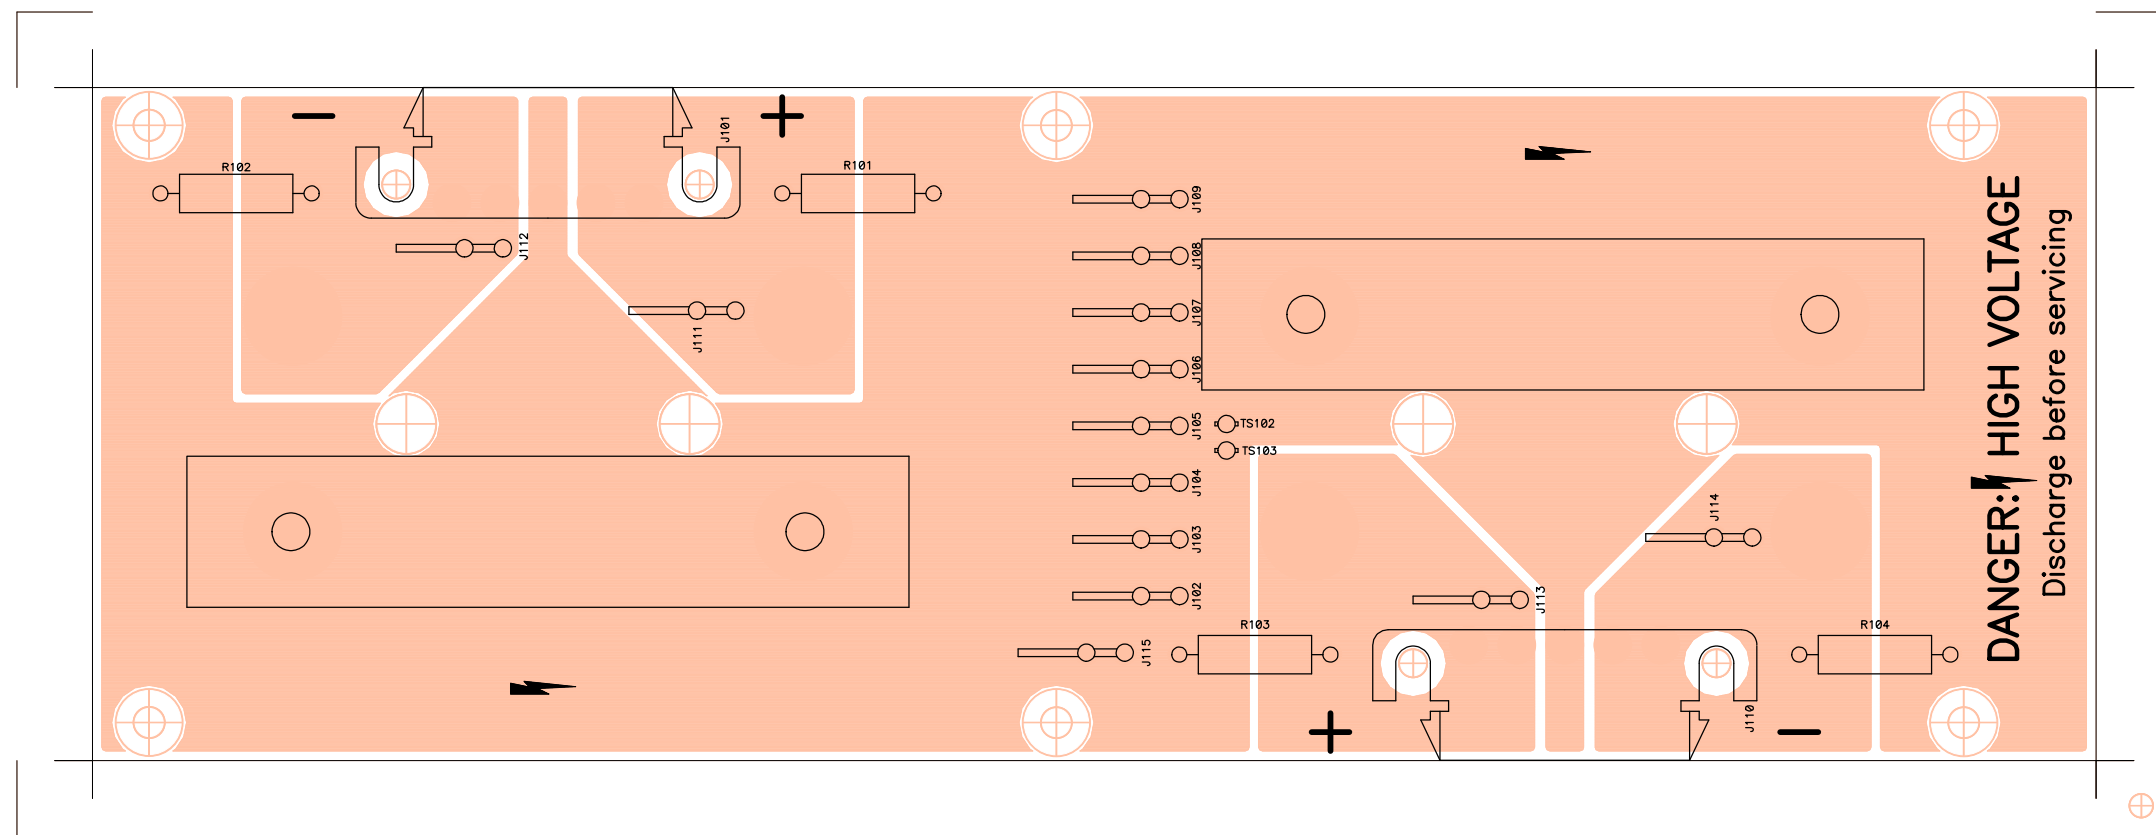 − +
J101
R102
R101
J112
J111
J109
J108
J107
J106
J105
TS102
TS103
J104
J103
J102
J115
R103
J113
J114
R104
J110
+ −
DANGER: HIGH VOLTAGE
Discharge before servicing